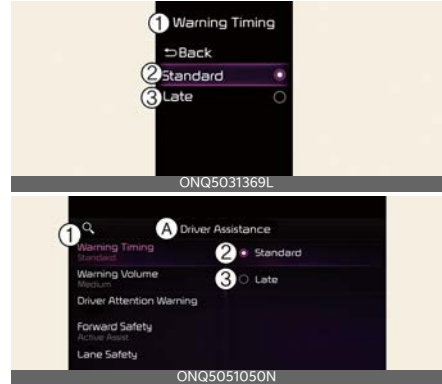 ① Warning Timing
⮌Back
② Standard
③ Late
ONQ5031369L
Ⓐ Driver Assistance
① Warning Timing
Standard
② Standard
Warning Volume
Medium
③ Late
Driver Attention Warning
Forward Safety
Active Assist
Lane Safety
ONQ5051050N